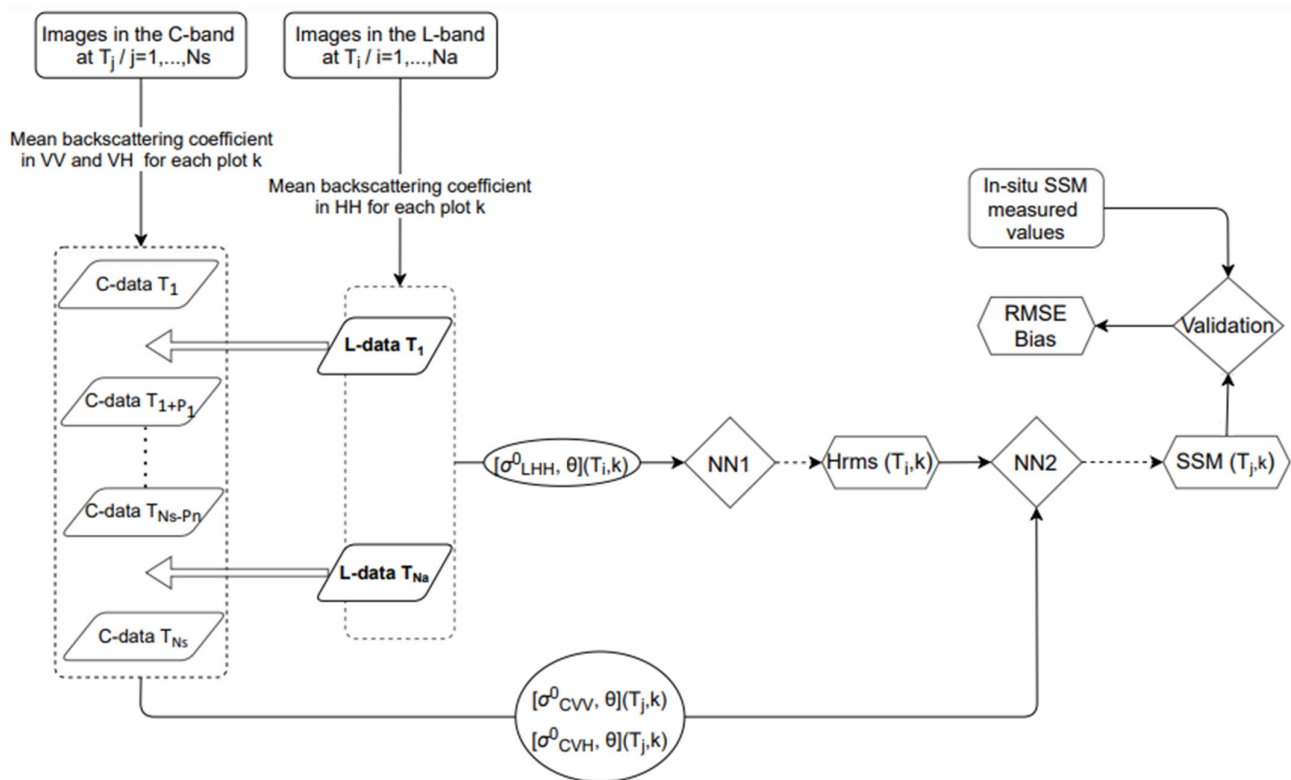 Images in the C-band
at Tj / j=1,...,Ns
Images in the L-band
at Ti / i=1,...,Na
Mean backscattering coefficient
in VV and VH for each plot k
Mean backscattering coefficient
in HH for each plot k
In-situ SSM
measured
values
C-data T1
L-data T1
RMSE
Bias
Validation
C-data T1+P1
[σ⁰LHH, θ](Ti,k)
NN1
Hrms (Ti,k)
NN2
SSM (Tj,k)
C-data TNs-Pn
L-data TNa
C-data TNs
[σ⁰CVV, θ](Tj,k)
[σ⁰CVH, θ](Tj,k)